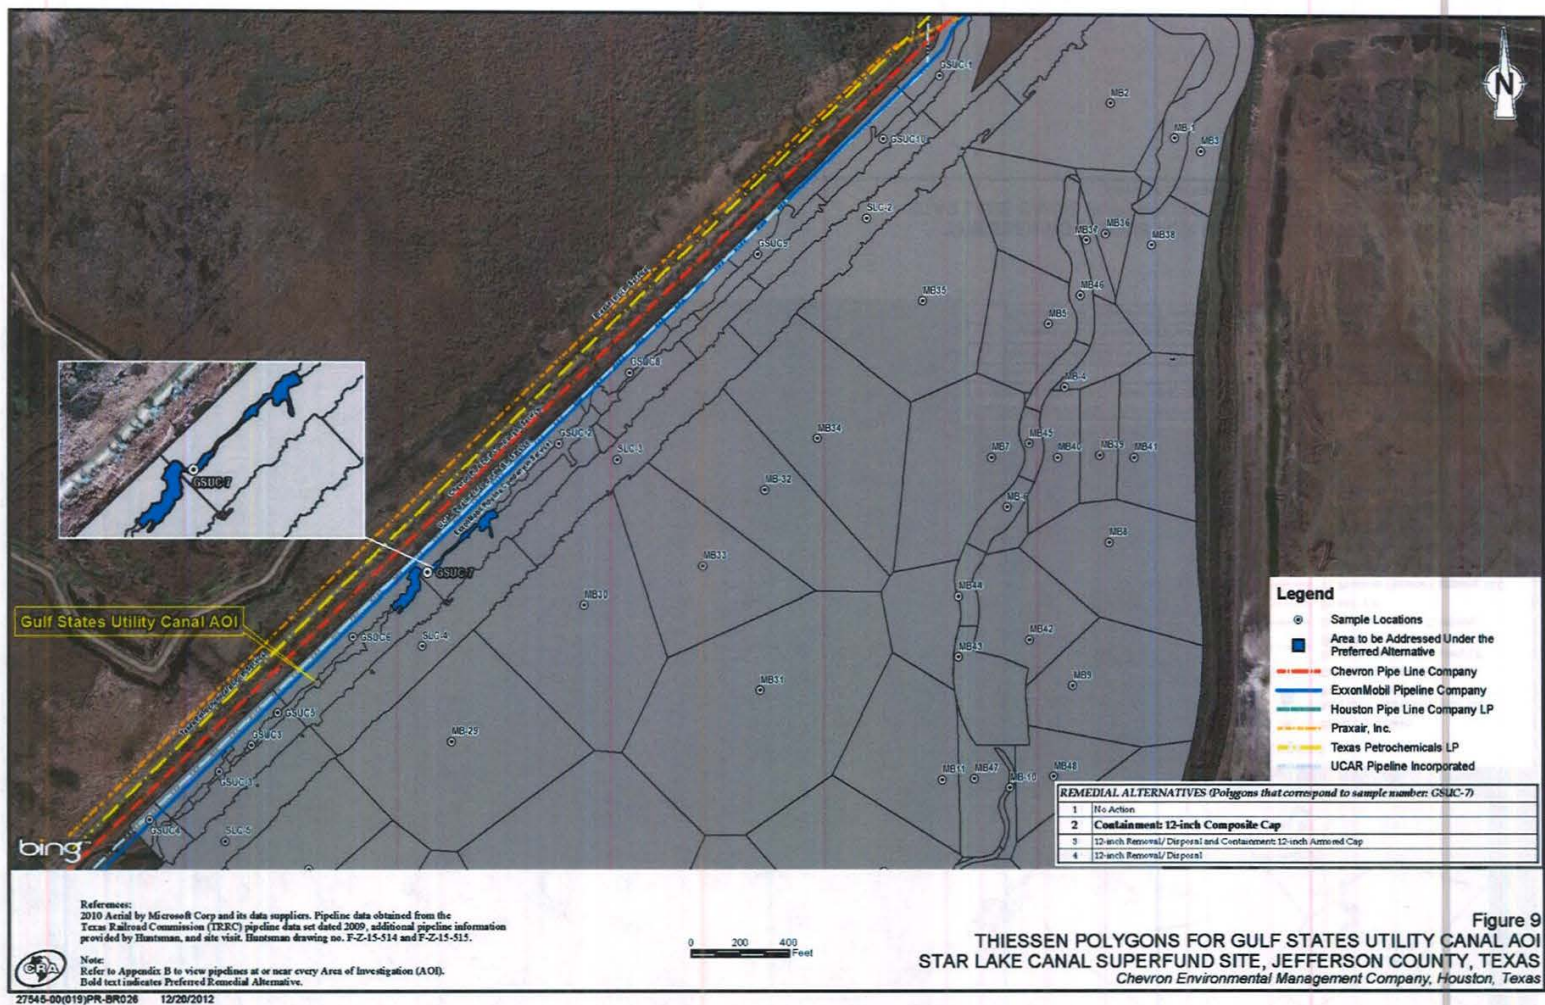 GSUC-1
MB2
MB-1
MB3
GSUC10
SLC-2
MB37
MB36
MB38
GSUC9
MB46
MB35
MB5
GSUC8
MB-4
GSUC-2
MB34
SLC-3
MB7
MB45
MB40
MB39
MB41
MB-32
MB-6
GSUC-7
GSUC-7
MB33
MB8
MB30
MB44
Gulf States Utility Canal AOI
GSUC6
SLC-4
MB42
MB43
MB31
MB9
GSUC5
GSUC3
MB-29
MB11
MB47
MB-10
MB48
GSUC4
SLC-5
bing
N
Legend
Sample Locations
Area to be Addressed Under the
Preferred Alternative
Chevron Pipe Line Company
ExxonMobil Pipeline Company
Houston Pipe Line Company LP
Praxair, Inc.
Texas Petrochemicals LP
UCAR Pipeline Incorporated
REMEDIAL ALTERNATIVES (Polygons that correspond to sample number: GSUC-7)
1 No Action
2 Containment: 12-inch Composite Cap
3 12-inch Removal/Disposal and Containment: 12-inch Armored Cap
4 12-inch Removal/Disposal
References:
2010 Aerial by Microsoft Corp and its data suppliers. Pipeline data obtained from the
Texas Railroad Commission (TRRC) pipeline data set dated 2009, additional pipeline information
provided by Huntsman, and site visit. Huntsman drawing no. F-Z-15-514 and F-Z-15-515.
Note:
Refer to Appendix B to view pipelines at or near every Area of Investigation (AOI).
Bold text indicates Preferred Remedial Alternative.
CRA
0 200 400
Feet
Figure 9
THIESSEN POLYGONS FOR GULF STATES UTILITY CANAL AOI
STAR LAKE CANAL SUPERFUND SITE, JEFFERSON COUNTY, TEXAS
Chevron Environmental Management Company, Houston, Texas
27545-00(019)PR-BR026 12/20/2012